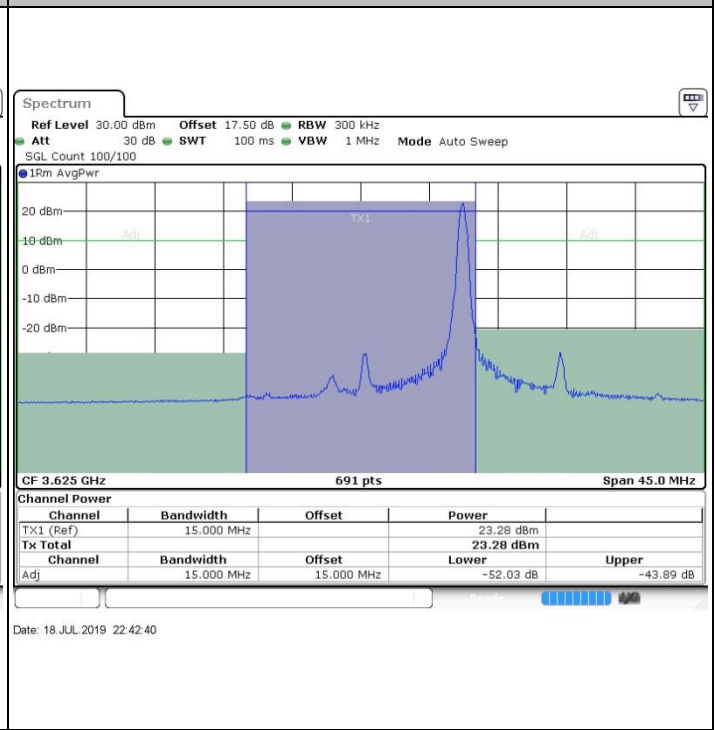 Spectrum
Ref Level 30.00 dBm Offset 17.50 dB RBW 300 kHz
Att 30 dB SWT 100 ms VBW 1 MHz Mode Auto Sweep
SGL Count 100/100
1Rm AvgPwr
20 dBm
TX1
Adj
Adj
10 dBm
0 dBm
-10 dBm
-20 dBm
CF 3.625 GHz 691 pts Span 45.0 MHz
Channel Power
Channel Bandwidth Offset Power
TX1 (Ref) 15.000 MHz 23.28 dBm
Tx Total 23.28 dBm
Channel Bandwidth Offset Lower Upper
Adj 15.000 MHz 15.000 MHz -52.03 dB -43.89 dB
Date: 18.JUL.2019 22:42:40